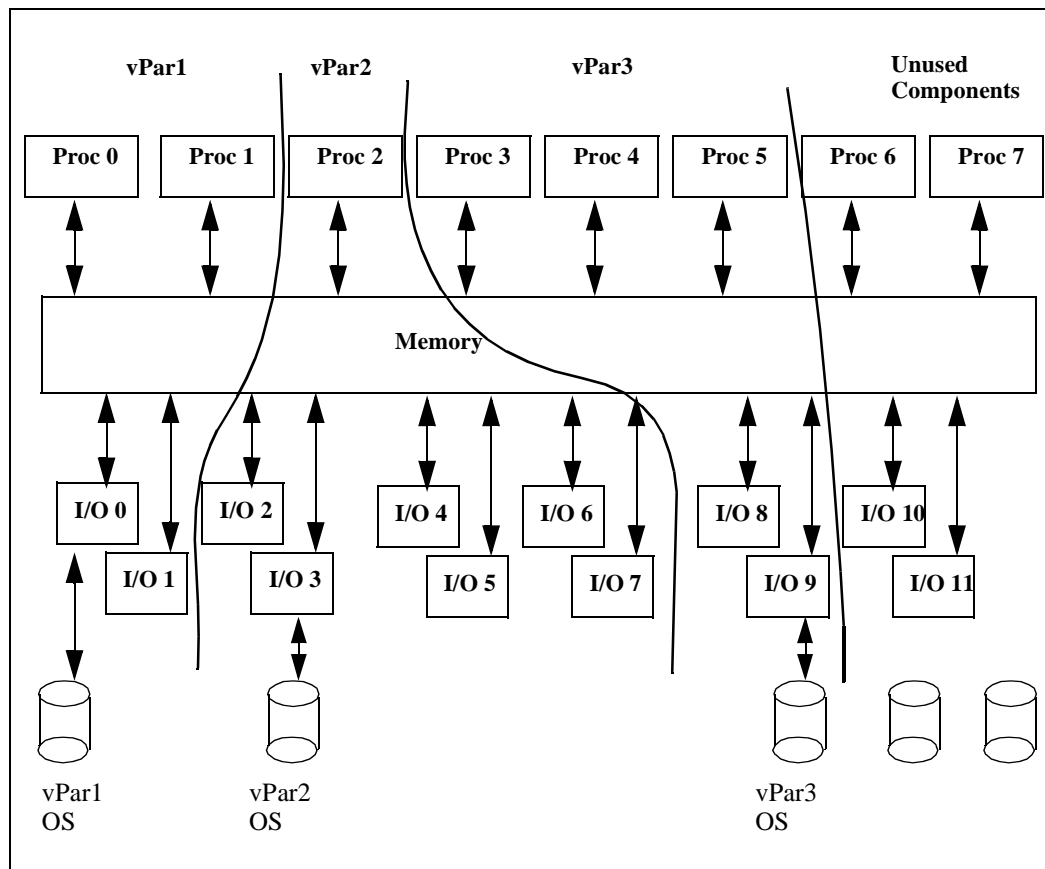 vPar1 vPar2 vPar3 Unused
Components
Proc 0 Proc 1 Proc 2 Proc 3 Proc 4 Proc 5 Proc 6 Proc 7
Memory
I/O 0 I/O 2 I/O 4 I/O 6 I/O 8 I/O 10
I/O 1 I/O 3 I/O 5 I/O 7 I/O 9 I/O 11
vPar1 vPar2 vPar3
OS OS OS